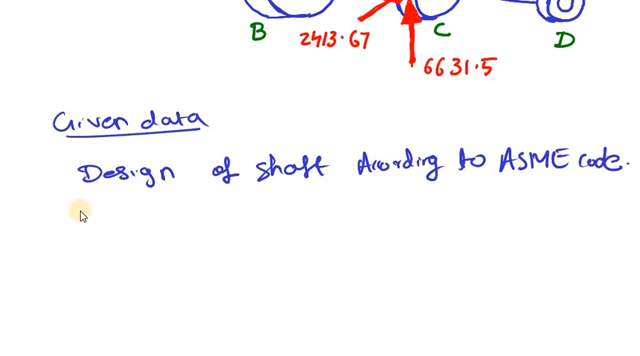 B
2413.67
C
D
6631.5
Given data
Design of shaft According to ASME code.